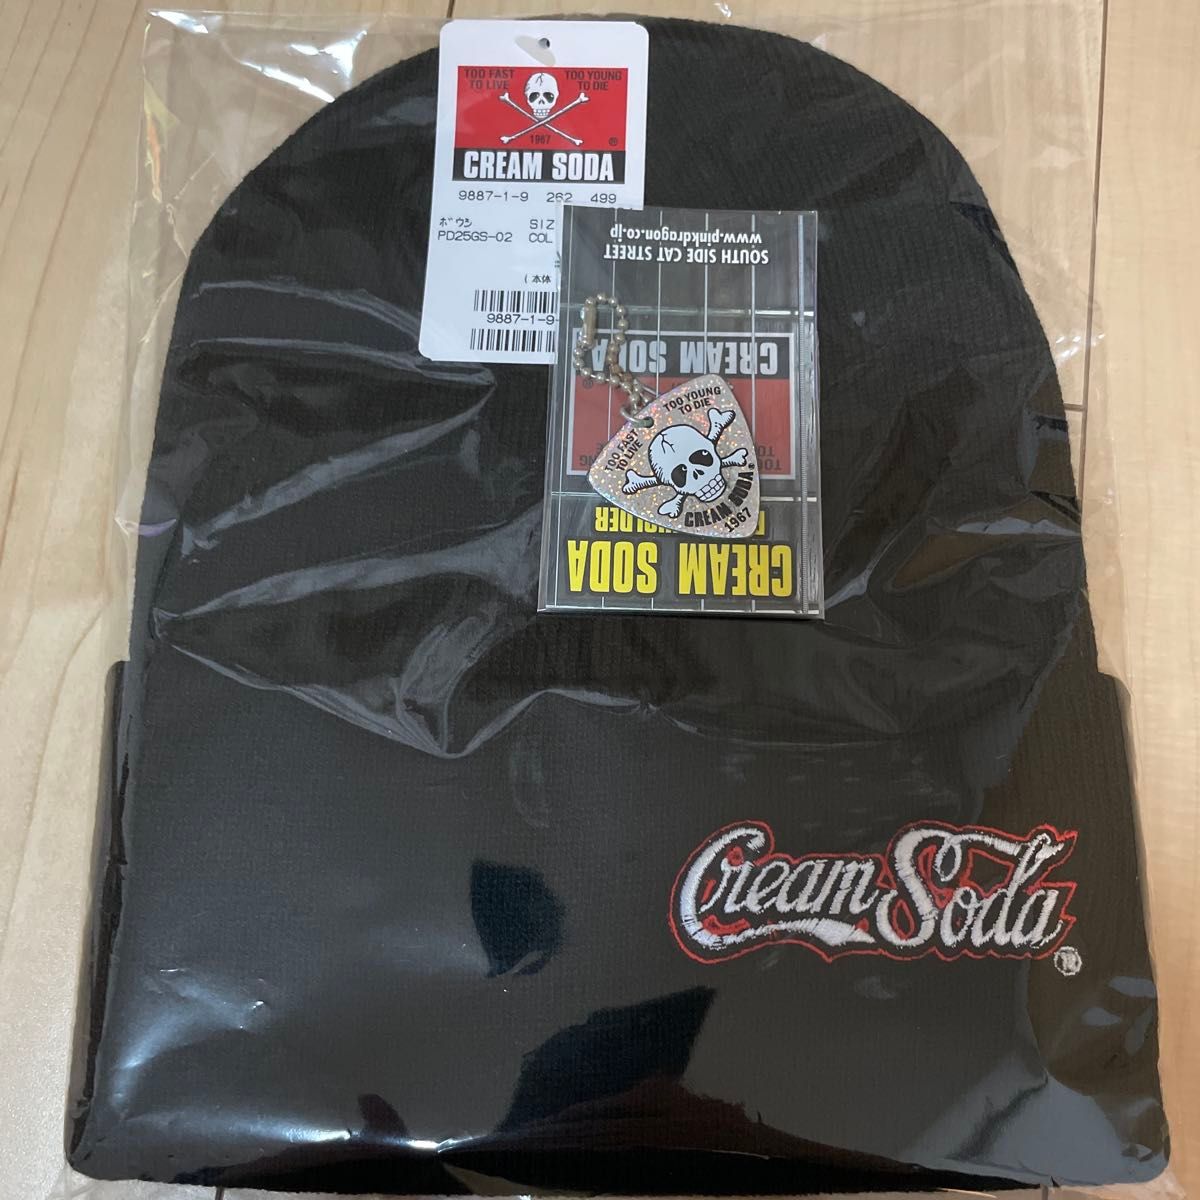 TOO FAST
TO LIVE
TOO YOUNG
TO DIE
1967
®
CREAM SODA
9887-1-9 262 499
ボウシ SIZ
PD25GS-02 COL
(本体
9887-1-9
SOUTH SIDE CAT STREET
www.pinkdragon.co.jp
CREAM SODA
®
TOO YOUNG
TO DIE
TOO FAST
TO LIVE
CREAM SODA®
1967
CREAM SODA
Cream Soda
®